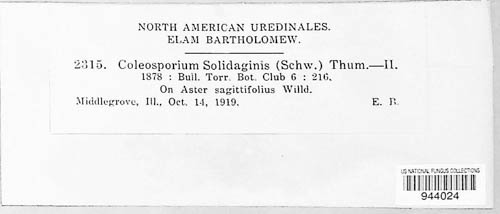 NORTH AMERICAN UREDINALES.
ELAM BARTHOLOMEW.
2315. Coleosporium Solidaginis (Schw.) Thum.—II.
1878 : Bull. Torr. Bot. Club 6 : 216.
On Aster sagittifolius Willd.
Middlegrove, Ill., Oct. 14, 1919. E. B.
US NATIONAL FUNGUS COLLECTIONS
944024